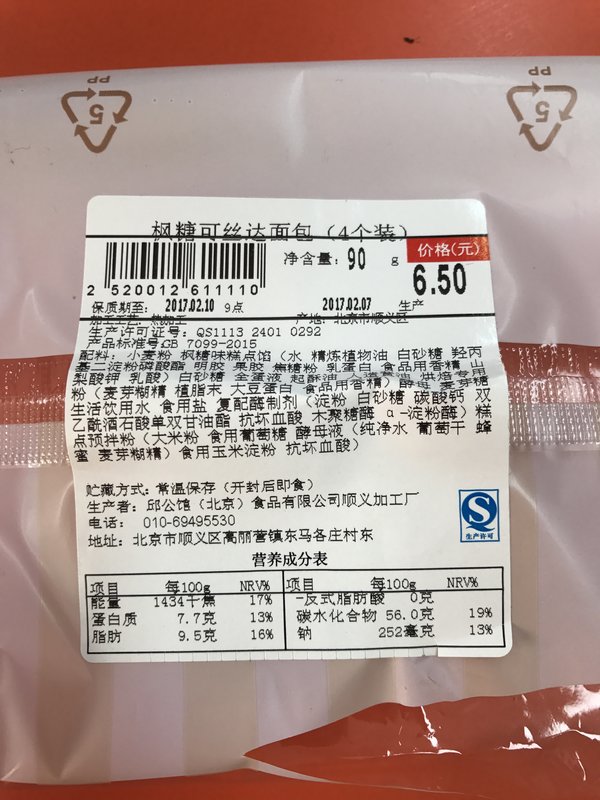 PP
5
PP
5
枫糖可丝达面包（4个装）
净含量：90 g
价格(元)
6.50
2 520012 611110
保质期至： 2017.02.10 9点
2017.02.07 生产
加工工艺：热加工 产地：北京市顺义区
生产许可证号：QS1113 2401 0292
产品标准号GB 7099-2015
配料：小麦粉 枫糖味糕点馅（水 精炼植物油 白砂糖 羟丙
基二淀粉磷酸酯 明胶 果胶 焦糖粉 乳蛋白 食品用香精 山
梨酸钾 乳酸）白砂糖 全蛋液 起酥油
粉（麦芽糊精 植脂末 大豆蛋白 食品用香精）酵母 麦芽糖
生活饮用水 食用盐 复配酶制剂（淀粉 白砂糖 碳酸钙 双
乙酰酒石酸单双甘油酯 抗坏血酸 木聚糖酶 α-淀粉酶）糕
点预拌粉（大米粉 食用葡萄糖 酵母液（纯净水 葡萄干 蜂
蜜 麦芽糊精）食用玉米淀粉 抗坏血酸）
贮藏方式：常温保存（开封后即食）
生产者：邱公馆（北京）食品有限公司顺义加工厂
电话： 010-69495530
地址：北京市顺义区高丽营镇东马各庄村东
QS
生产许可
营养成分表
项目 每100g NRV% 项目 每100g NRV%
能量 1434千焦 17% -反式脂肪酸 0克
蛋白质 7.7克 13% 碳水化合物 56.0克 19%
脂肪 9.5克 16% 钠 252毫克 13%